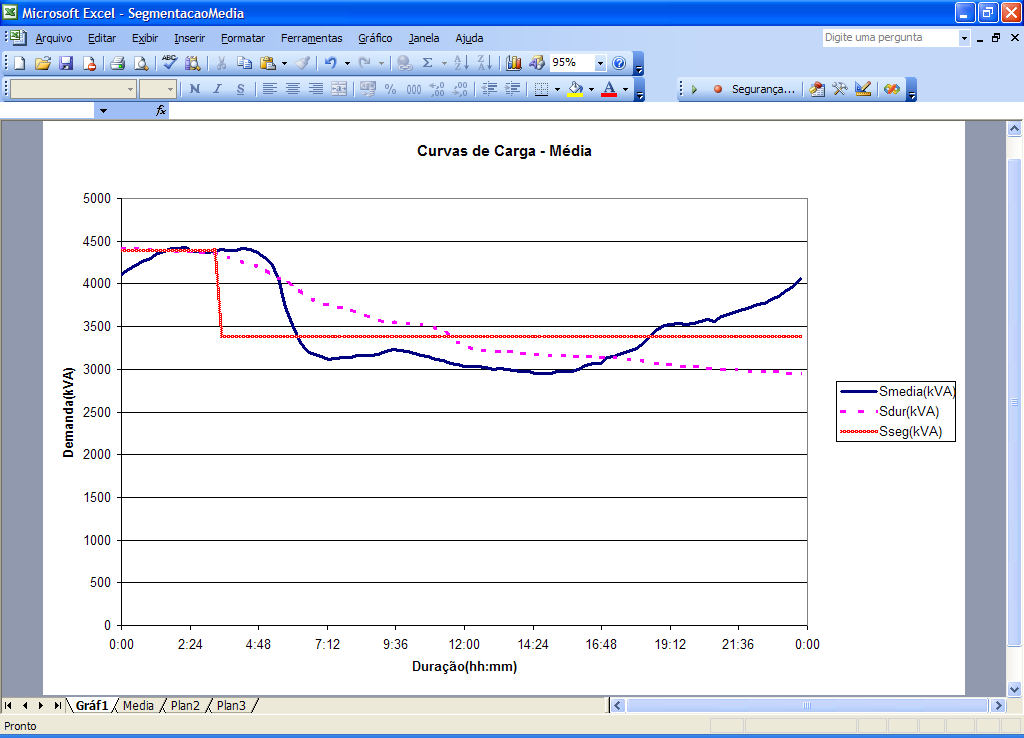 Microsoft Excel - SegmentacaoMedia
Arquivo Editar Exibir Inserir Formatar Ferramentas Gráfico Janela Ajuda Digite uma pergunta
ABC Σ A Z Z A 95%
N I S % 000 A Segurança...
fx
Curvas de Carga - Média
5000
4500
4000
3500
3000
2500
2000
1500
1000
500
0
Demanda(kVA)
0:00 2:24 4:48 7:12 9:36 12:00 14:24 16:48 19:12 21:36 0:00
Duração(hh:mm)
Smedia(kVA)
Sdur(kVA)
Sseg(kVA)
Gráf1 Media Plan2 Plan3
Pronto